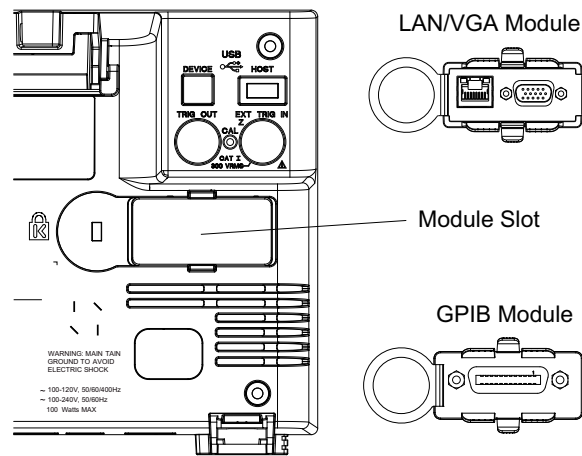 LAN/VGA Module
USB
DEVICE HOST
TRIG OUT EXT TRIG IN
Z
CAL
CAT I
300 VRMS
Module Slot
K
GPIB Module
WARNING: MAIN TAIN
GROUND TO AVOID
ELECTRIC SHOCK
~ 100-120V, 50/60/400Hz
~ 100-240V, 50/60Hz
100 Watts MAX